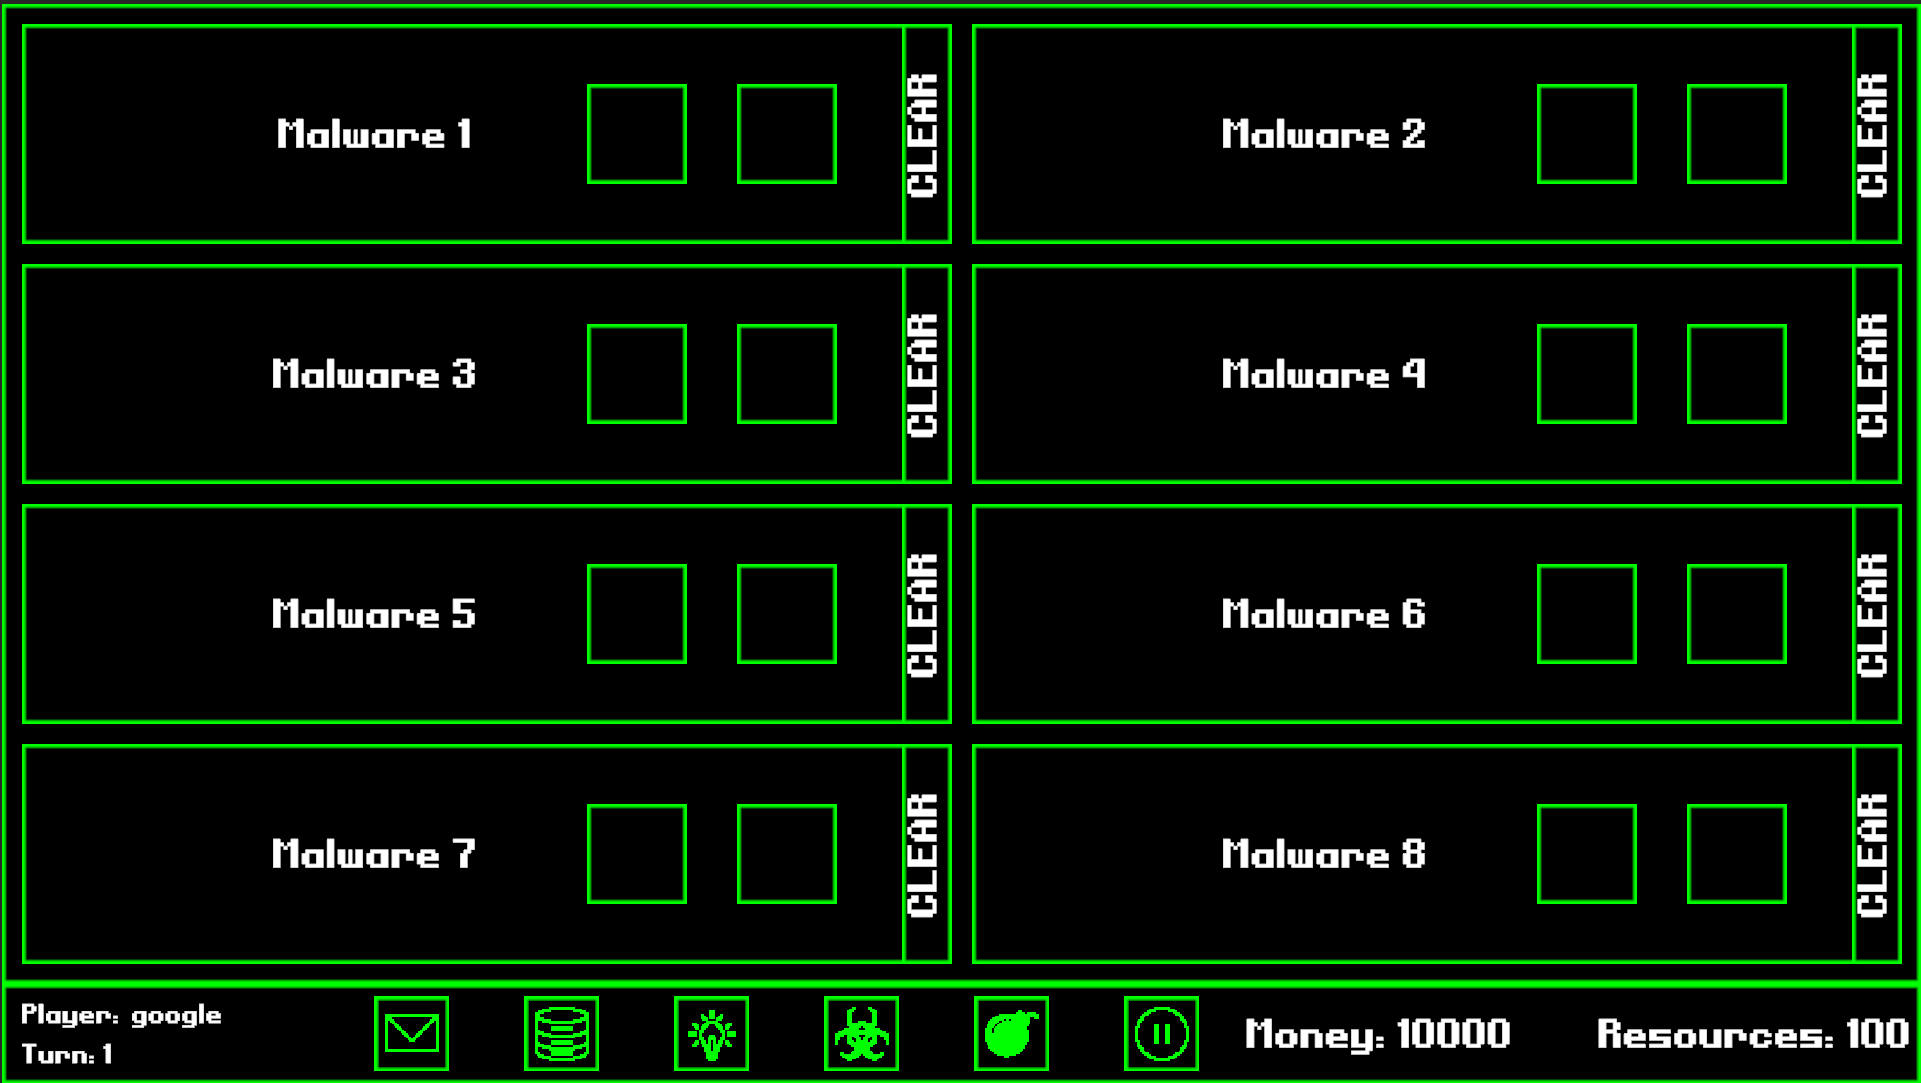 Malware 1
CLEAR
Malware 2
CLEAR
Malware 3
CLEAR
Malware 4
CLEAR
Malware 5
CLEAR
Malware 6
CLEAR
Malware 7
CLEAR
Malware 8
CLEAR
Player: google
Turn: 1
Money: 10000
Resources: 100